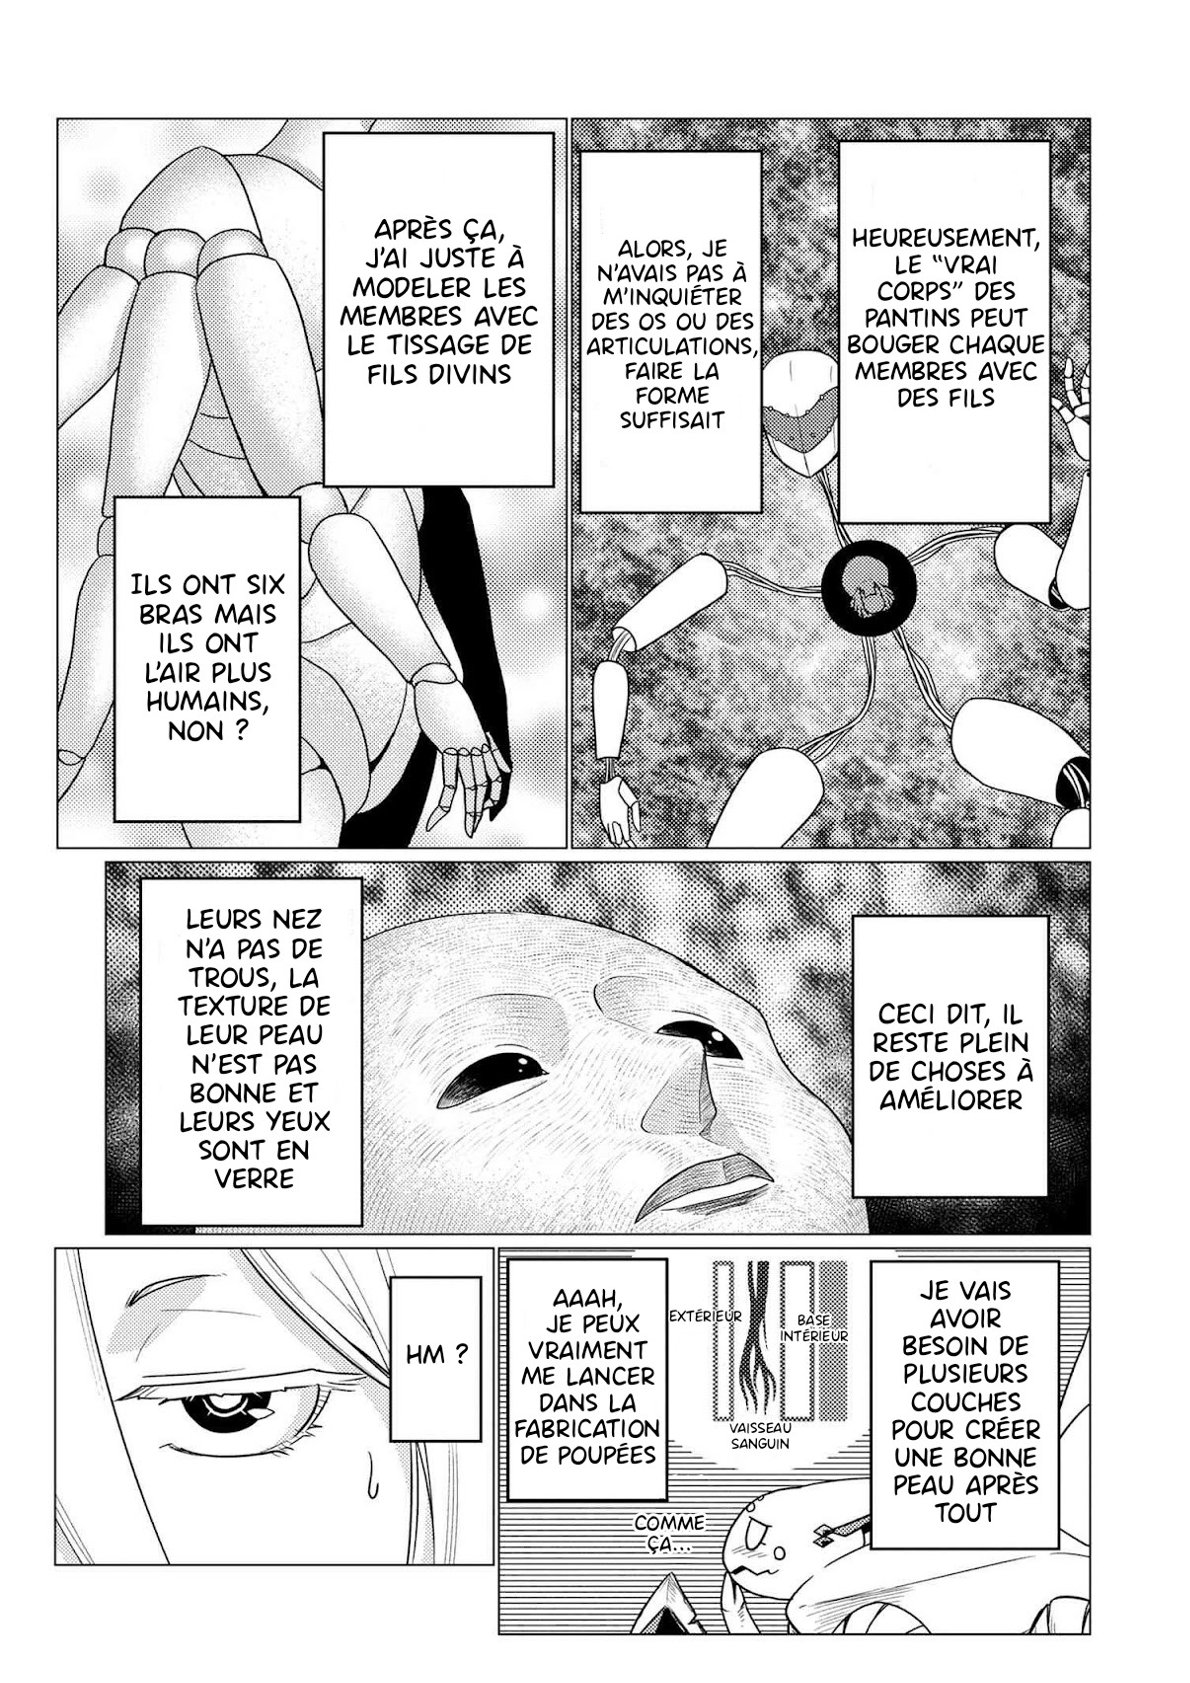 HEUREUSEMENT,
LE “VRAI
CORPS” DES
PANTINS PEUT
BOUGER CHAQUE
MEMBRES AVEC
DES FILS
ALORS, JE
N'AVAIS PAS À
M'INQUIÉTER
DES OS OU DES
ARTICULATIONS,
FAIRE LA
FORME
SUFFISAIT
APRÈS ÇA,
J'AI JUSTE À
MODELER LES
MEMBRES AVEC
LE TISSAGE DE
FILS DIVINS
ILS ONT SIX
BRAS MAIS
ILS ONT
L'AIR PLUS
HUMAINS,
NON ?
CECI DIT, IL
RESTE PLEIN
DE CHOSES À
AMÉLIORER
LEURS NEZ
N'A PAS DE
TROUS, LA
TEXTURE DE
LEUR PEAU
N'EST PAS
BONNE ET
LEURS YEUX
SONT EN
VERRE
JE VAIS
AVOIR
BESOIN DE
PLUSIEURS
COUCHES
POUR CRÉER
UNE BONNE
PEAU APRÈS
TOUT
BASE
INTÉRIEUR
EXTÉRIEUR
VAISSEAU
SANGUIN
AAAH,
JE PEUX
VRAIMENT
ME LANCER
DANS LA
FABRICATION
DE POUPÉES
COMME
ÇA...
HM ?